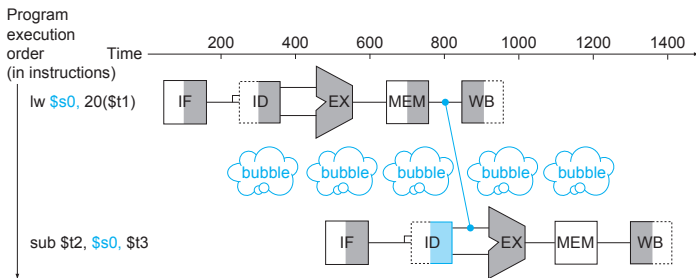 Program
execution
order
(in instructions)
Time
200 400 600 800 1000 1200 1400
lw $s0, 20($t1)
IF ID EX MEM WB
bubble bubble bubble bubble bubble
sub $t2, $s0, $t3
IF ID EX MEM WB